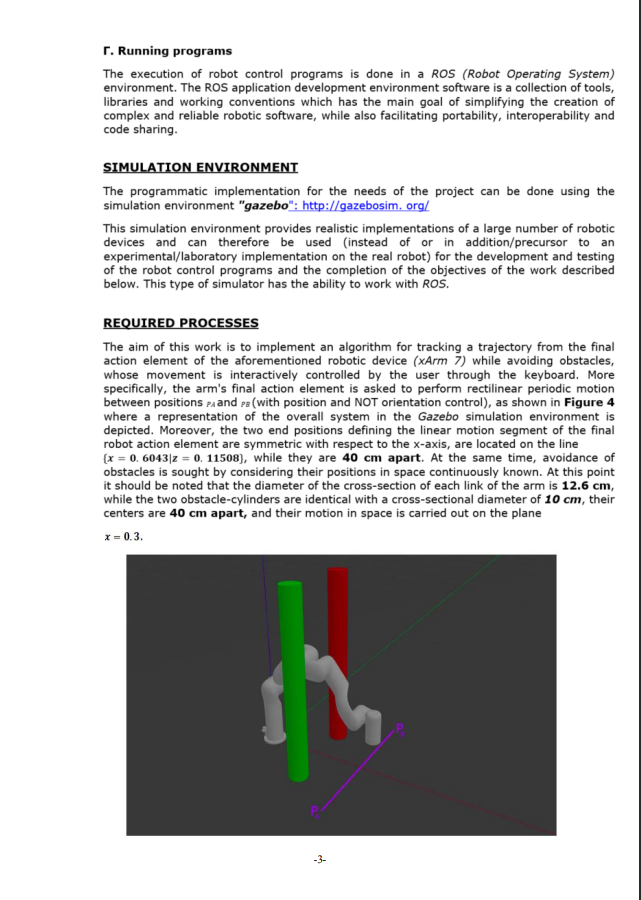 Γ. Running programs
The execution of robot control programs is done in a ROS (Robot Operating System)
environment. The ROS application development environment software is a collection of tools,
libraries and working conventions which has the main goal of simplifying the creation of
complex and reliable robotic software, while also facilitating portability, interoperability and
code sharing.
SIMULATION ENVIRONMENT
The programmatic implementation for the needs of the project can be done using the
simulation environment "gazebo": http://gazebosim. org/
This simulation environment provides realistic implementations of a large number of robotic
devices and can therefore be used (instead of or in addition/precursor to an
experimental/laboratory implementation on the real robot) for the development and testing
of the robot control programs and the completion of the objectives of the work described
below. This type of simulator has the ability to work with ROS.
REQUIRED PROCESSES
The aim of this work is to implement an algorithm for tracking a trajectory from the final
action element of the aforementioned robotic device (xArm 7) while avoiding obstacles,
whose movement is interactively controlled by the user through the keyboard. More
specifically, the arm's final action element is asked to perform rectilinear periodic motion
between positions PA and PB (with position and NOT orientation control), as shown in Figure 4
where a representation of the overall system in the Gazebo simulation environment is
depicted. Moreover, the two end positions defining the linear motion segment of the final
robot action element are symmetric with respect to the x-axis, are located on the line
{x = 0. 6043|z = 0. 11508}, while they are 40 cm apart. At the same time, avoidance of
obstacles is sought by considering their positions in space continuously known. At this point
it should be noted that the diameter of the cross-section of each link of the arm is 12.6 cm,
while the two obstacle-cylinders are identical with a cross-sectional diameter of 10 cm, their
centers are 40 cm apart, and their motion in space is carried out on the plane
x = 0. 3.
P
P
-3-